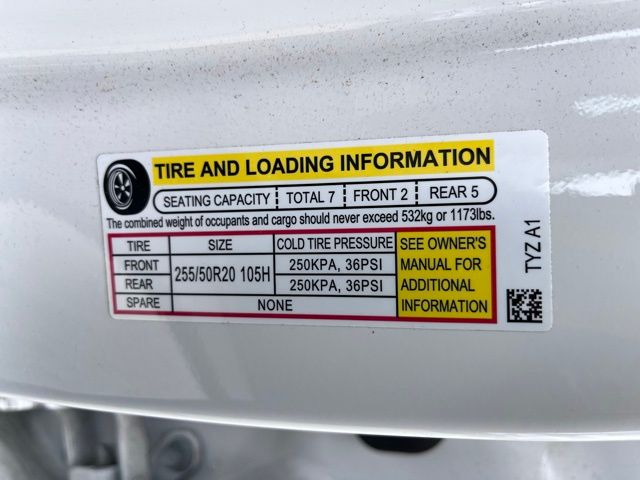 TIRE AND LOADING INFORMATION
SEATING CAPACITY TOTAL 7 FRONT 2 REAR 5
The combined weight of occupants and cargo should never exceed 532kg or 1173lbs.
TIRE SIZE COLD TIRE PRESSURE
FRONT 255/50R20 105H 250KPA, 36PSI
REAR 250KPA, 36PSI
SPARE NONE
SEE OWNER'S
MANUAL FOR
ADDITIONAL
INFORMATION
TYZ A1